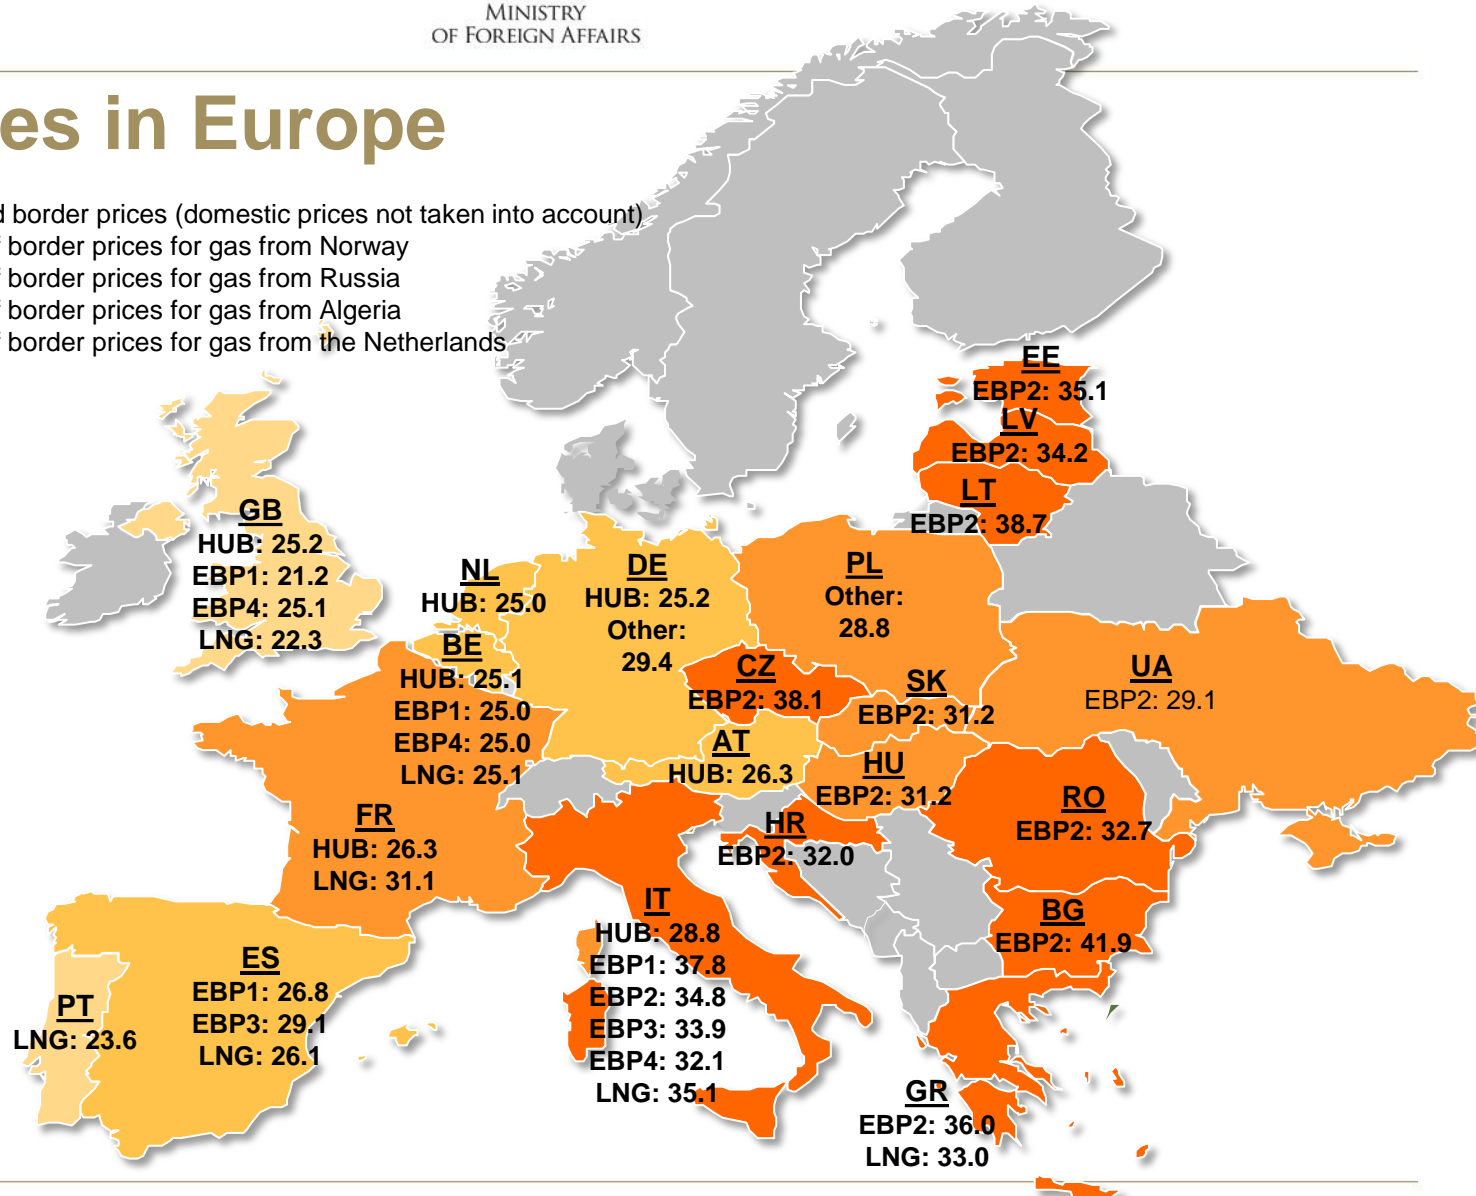 MINISTRY
OF FOREIGN AFFAIRS
es in Europe
d border prices (domestic prices not taken into account)
f border prices for gas from Norway
f border prices for gas from Russia
f border prices for gas from Algeria
f border prices for gas from the Netherlands
EE
EBP2: 35.1
LV
EBP2: 34.2
LT
EBP2: 38.7
GB
HUB: 25.2
EBP1: 21.2
EBP4: 25.1
LNG: 22.3
NL
HUB: 25.0
DE
HUB: 25.2
Other:
29.4
PL
Other:
28.8
BE
HUB: 25.1
EBP1: 25.0
EBP4: 25.0
LNG: 25.1
CZ
EBP2: 38.1
SK
EBP2: 31.2
UA
EBP2: 29.1
AT
HUB: 26.3
HU
EBP2: 31.2
RO
EBP2: 32.7
FR
HUB: 26.3
LNG: 31.1
HR
EBP2: 32.0
IT
HUB: 28.8
EBP1: 37.8
EBP2: 34.8
EBP3: 33.9
EBP4: 32.1
LNG: 35.1
BG
EBP2: 41.9
ES
EBP1: 26.8
EBP3: 29.1
LNG: 26.1
PT
LNG: 23.6
GR
EBP2: 36.0
LNG: 33.0